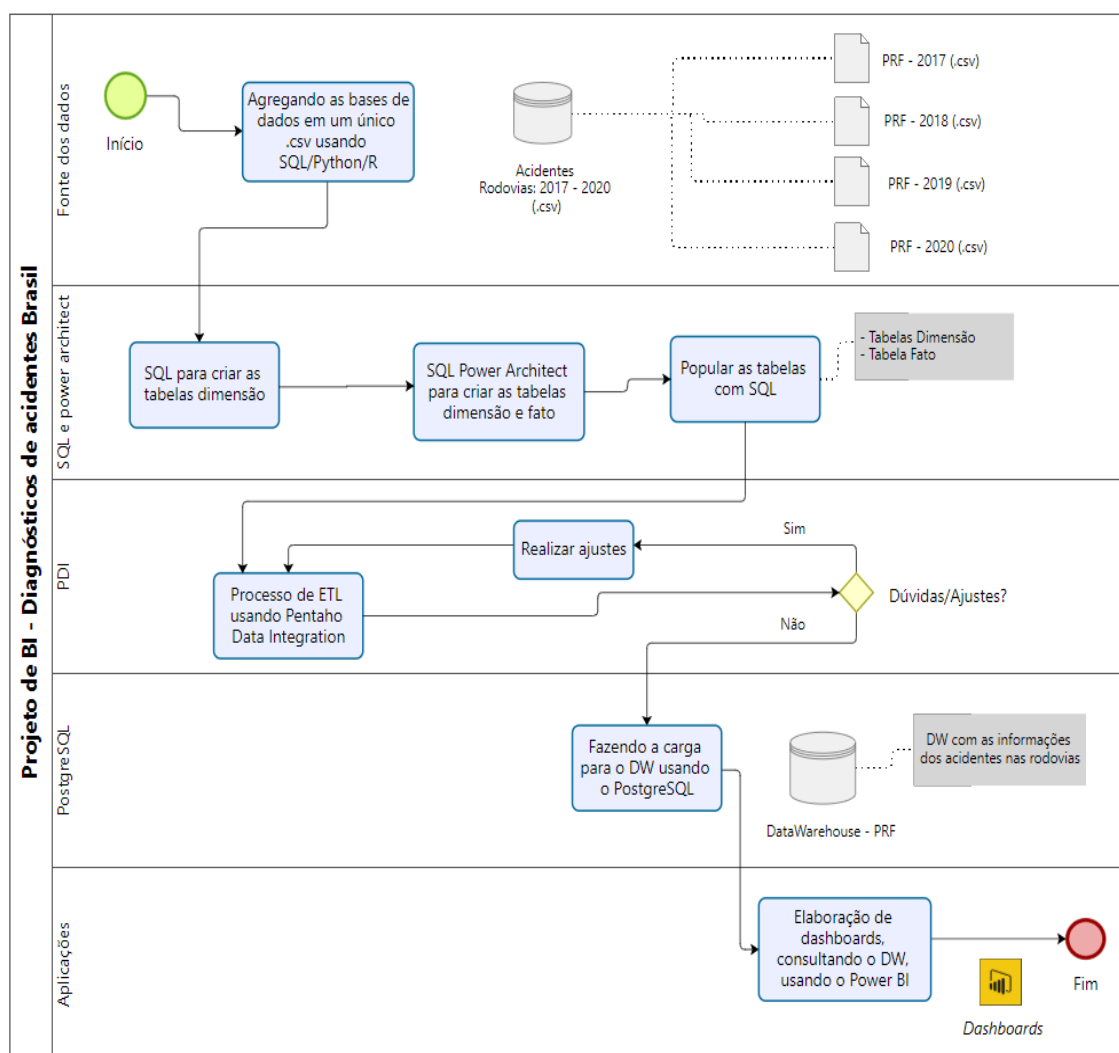 Projeto de BI - Diagnósticos de acidentes Brasil
Fonte dos dados
Início
Agregando as bases de
dados em um único
.csv usando
SQL/Python/R
Acidentes
Rodovias: 2017 - 2020
(.csv)
PRF - 2017 (.csv)
PRF - 2018 (.csv)
PRF - 2019 (.csv)
PRF - 2020 (.csv)
SQL e power architect
SQL para criar as
tabelas dimensão
SQL Power Architect
para criar as tabelas
dimensão e fato
Popular as tabelas
com SQL
- Tabelas Dimensão
- Tabela Fato
PDI
Realizar ajustes
Sim
Processo de ETL
usando Pentaho
Data Integration
Dúvidas/Ajustes?
Não
PostgreSQL
Fazendo a carga
para o DW usando
o PostgreSQL
DataWarehouse - PRF
DW com as informações
dos acidentes nas rodovias
Aplicações
Elaboração de
dashboards,
consultando o DW,
usando o Power BI
Dashboards
Fim